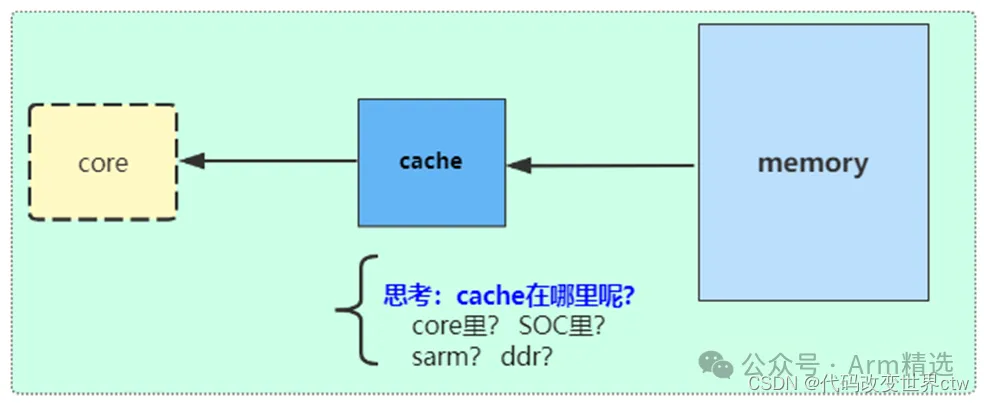 core
cache
memory
思考：cache在哪里呢?
core里? SOC里?
sarm? ddr?
公众号 · Arm精选
CSDN @代码改变世界ctw